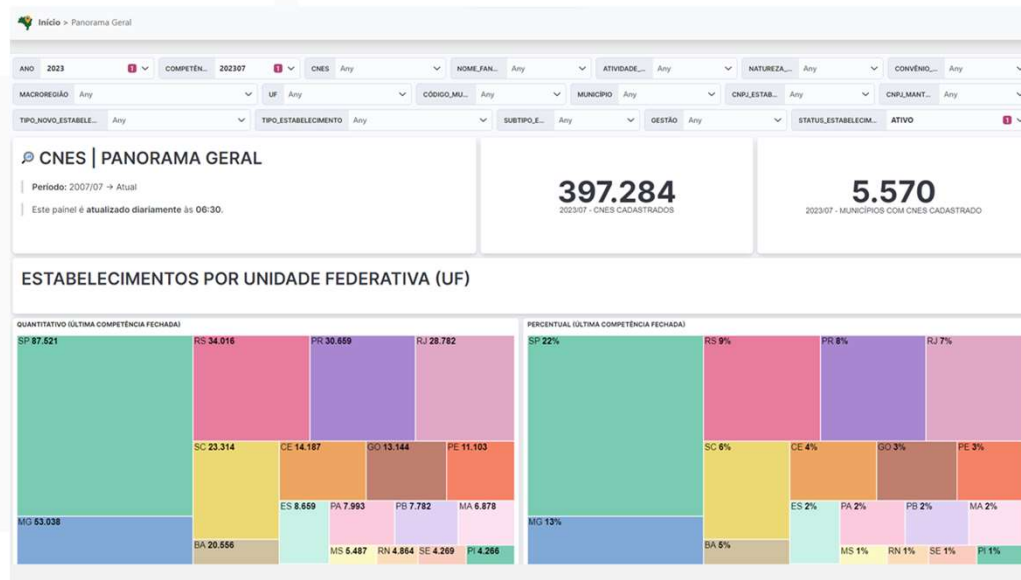 Início > Panorama Geral
ANO 2023 1 COMPETÊN... 202307 1 CNES Any NOME_FAN... Any ATIVIDADE_... Any NATUREZA_... Any CONVÊNIO_... Any
MACROREGIÃO Any UF Any CÓDIGO_MU... Any MUNICÍPIO Any CNPJ_ESTAB... Any CNPJ_MANT... Any
TIPO_NOVO_ESTABELE... Any TIPO_ESTABELECIMENTO Any SUBTIPO_E... Any GESTÃO Any STATUS_ESTABELECIM... ATIVO 1
CNES | PANORAMA GERAL
Período: 2007/07 → Atual
Este painel é atualizado diariamente às 06:30.
397.284
2023/07 - CNES CADASTRADOS
5.570
2023/07 - MUNICÍPIOS COM CNES CADASTRADO
ESTABELECIMENTOS POR UNIDADE FEDERATIVA (UF)
QUANTITATIVO (ÚLTIMA COMPETÊNCIA FECHADA)
SP 87.521 RS 34.016 PR 30.659 RJ 28.782
SC 23.314 CE 14.187 GO 13.144 PE 11.103
ES 8.659 PA 7.993 PB 7.782 MA 6.878
MG 53.038
BA 20.556
MS 5.487 RN 4.864 SE 4.269 PI 4.266
PERCENTUAL (ÚLTIMA COMPETÊNCIA FECHADA)
SP 22% RS 9% PR 8% RJ 7%
SC 6% CE 4% GO 3% PE 3%
ES 2% PA 2% PB 2% MA 2%
MG 13%
BA 5%
MS 1% RN 1% SE 1% PI 1%